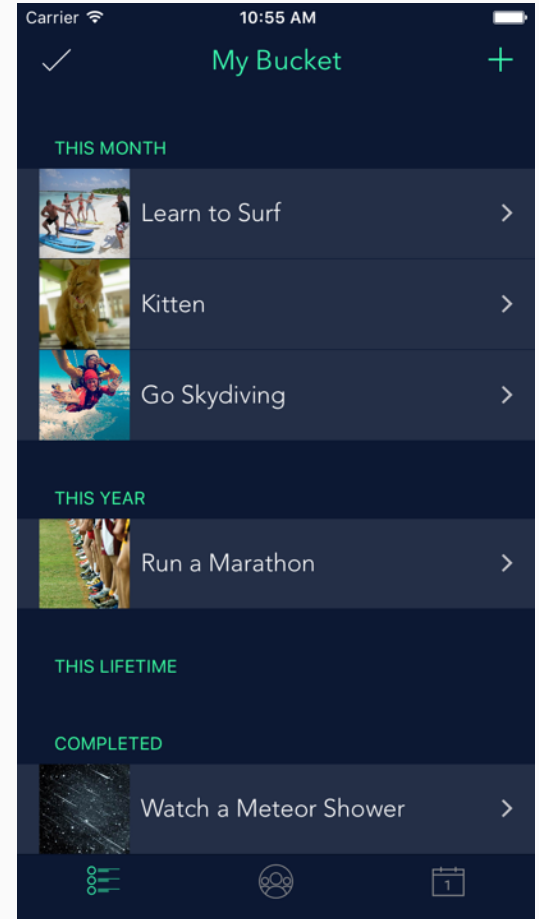 Carrier 10:55 AM
My Bucket
THIS MONTH
Learn to Surf
Kitten
Go Skydiving
THIS YEAR
Run a Marathon
THIS LIFETIME
COMPLETED
Watch a Meteor Shower
1